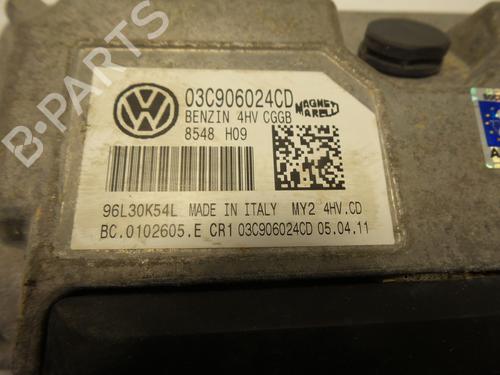 03C906024CD
MAGNETI MARELLI
BENZIN 4HV CGGB
8548 H09
96L30K54L MADE IN ITALY MY2 4HV.CD
BC.0102605.E CR1 03C906024CD 05.04.11
B-PARTS